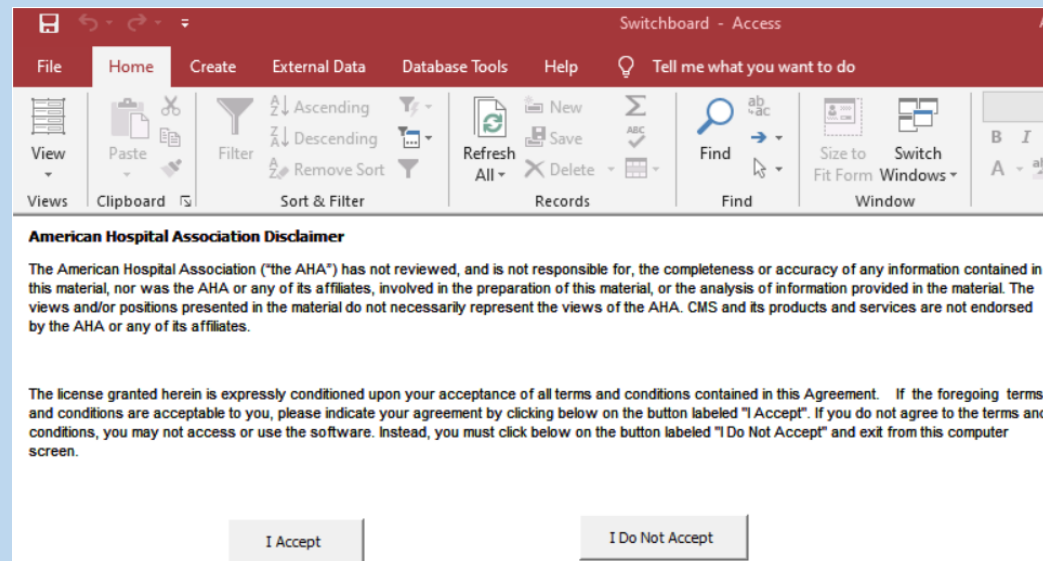 Switchboard - Access
File Home Create External Data Database Tools Help Tell me what you want to do
Ascending New
Descending Save
View Paste Filter Remove Sort Refresh All Delete Find Size to Fit Form Switch Windows B I
A
Views Clipboard Sort & Filter Records Find Window
American Hospital Association Disclaimer
The American Hospital Association ("the AHA") has not reviewed, and is not responsible for, the completeness or accuracy of any information contained in
this material, nor was the AHA or any of its affiliates, involved in the preparation of this material, or the analysis of information provided in the material. The
views and/or positions presented in the material do not necessarily represent the views of the AHA. CMS and its products and services are not endorsed
by the AHA or any of its affiliates.
The license granted herein is expressly conditioned upon your acceptance of all terms and conditions contained in this Agreement. If the foregoing terms
and conditions are acceptable to you, please indicate your agreement by clicking below on the button labeled "I Accept". If you do not agree to the terms and
conditions, you may not access or use the software. Instead, you must click below on the button labeled "I Do Not Accept" and exit from this computer
screen.
I Accept I Do Not Accept